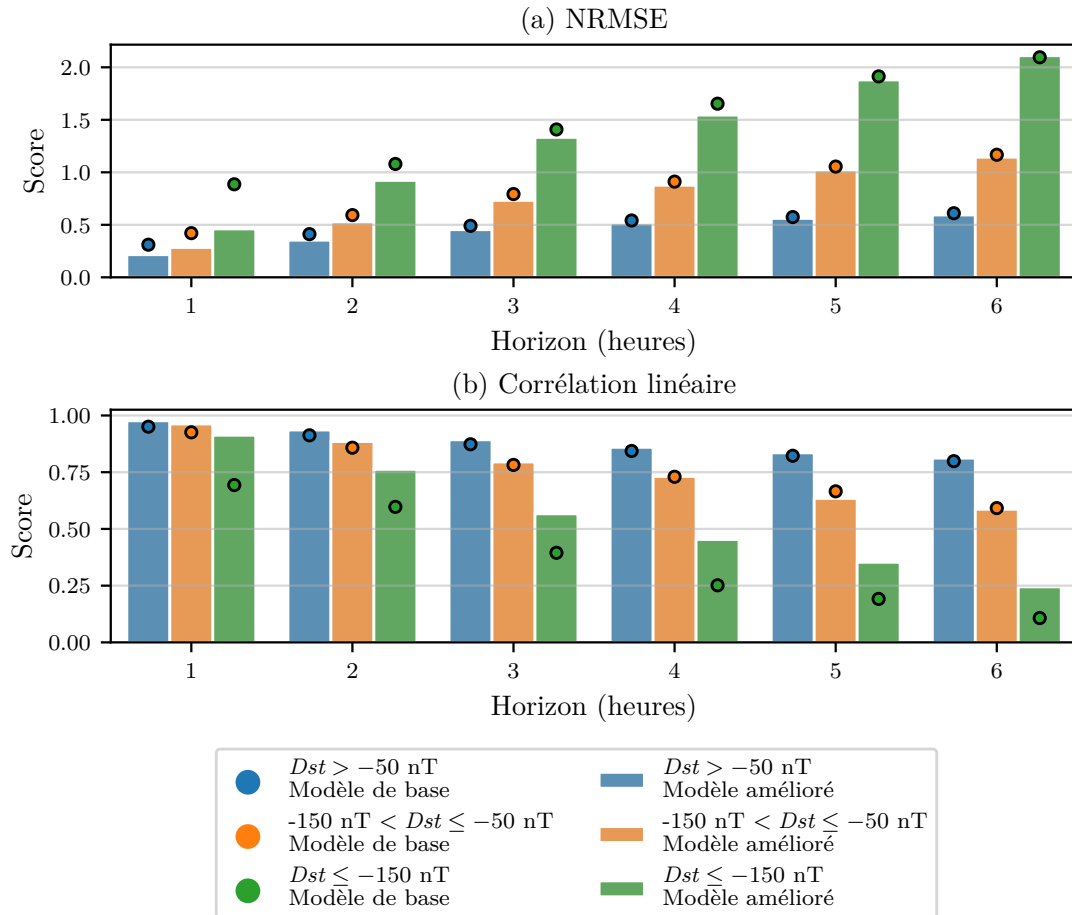 (a) NRMSE
Score
2.0
1.5
1.0
0.5
0.0
1 2 3 4 5 6
Horizon (heures)
(b) Corrélation linéaire
Score
1.00
0.75
0.50
0.25
0.00
1 2 3 4 5 6
Horizon (heures)
Dst > −50 nT
Modèle de base
-150 nT < Dst ≤ −50 nT
Modèle de base
Dst ≤ −150 nT
Modèle de base
Dst > −50 nT
Modèle amélioré
-150 nT < Dst ≤ −50 nT
Modèle amélioré
Dst ≤ −150 nT
Modèle amélioré